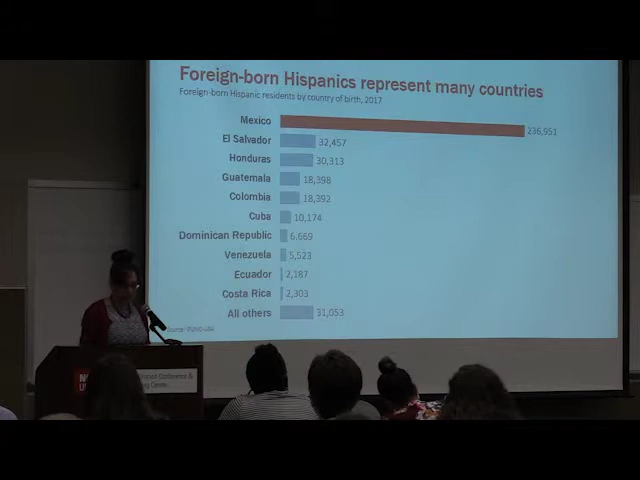 Foreign-born Hispanics represent many countries
Foreign-born Hispanic residents by country of birth, 2017
Mexico 236,951
El Salvador 32,457
Honduras 30,313
Guatemala 18,398
Colombia 18,392
Cuba 10,174
Dominican Republic 6,669
Venezuela 5,523
Ecuador 2,187
Costa Rica 2,303
All others 31,053
Source:
Conference &